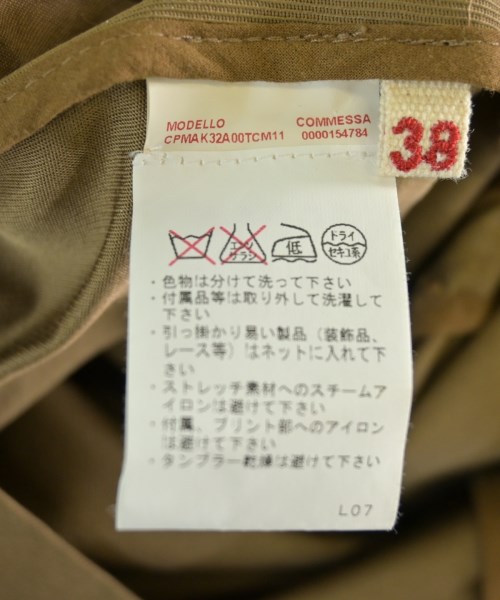 MODELLO COMMESSA
CPMAK32A00TCM11 0000154784
38
エンソ
サラシ
低
ドライ
セキユ系
・色物は分けて洗って下さい
・付属品等は取り外して洗濯して
下さい
・引っ掛かり易い製品（装飾品、
レース等）はネットに入れて下
さい
・ストレッチ素材へのスチームア
イロンは避けて下さい
・付属、プリント部へのアイロン
は避けて下さい
・タンブラー乾燥は避けて下さい
L07